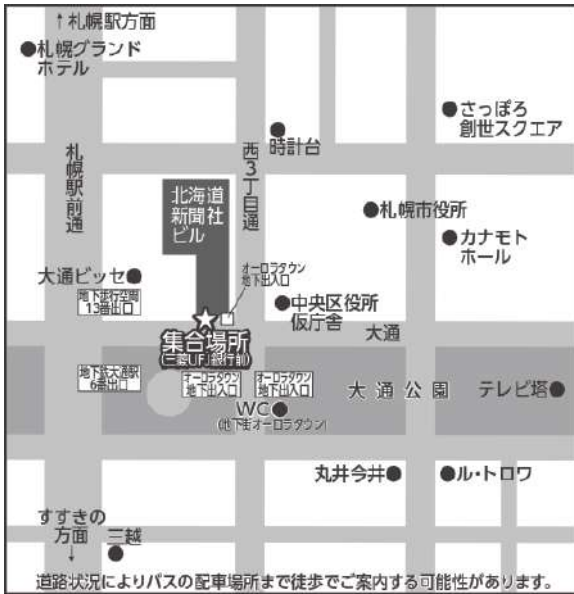 ↑札幌駅方面
●札幌グランド
ホテル
●さっぽろ
創世スクエア
時計台
札幌駅前通
西3丁目通
北海道
新聞社
ビル
●札幌市役所
●カナモト
ホール
大通ビッセ●
オーロラタウン
地下出入口
地下歩行空間
13番出口
●中央区役所
仮庁舎
大通
集合場所
(三菱UFJ銀行前)
地下鉄大通駅
6番出口
オーロラタウン
地下出入口
オーロラタウン
地下出入口
大通公園
テレビ塔●
WC●
(地下街オーロラタウン)
丸井今井●
●ル・トロワ
すすきの
方面
↓
三越
道路状況によりバスの配車場所まで徒歩でご案内する可能性があります。